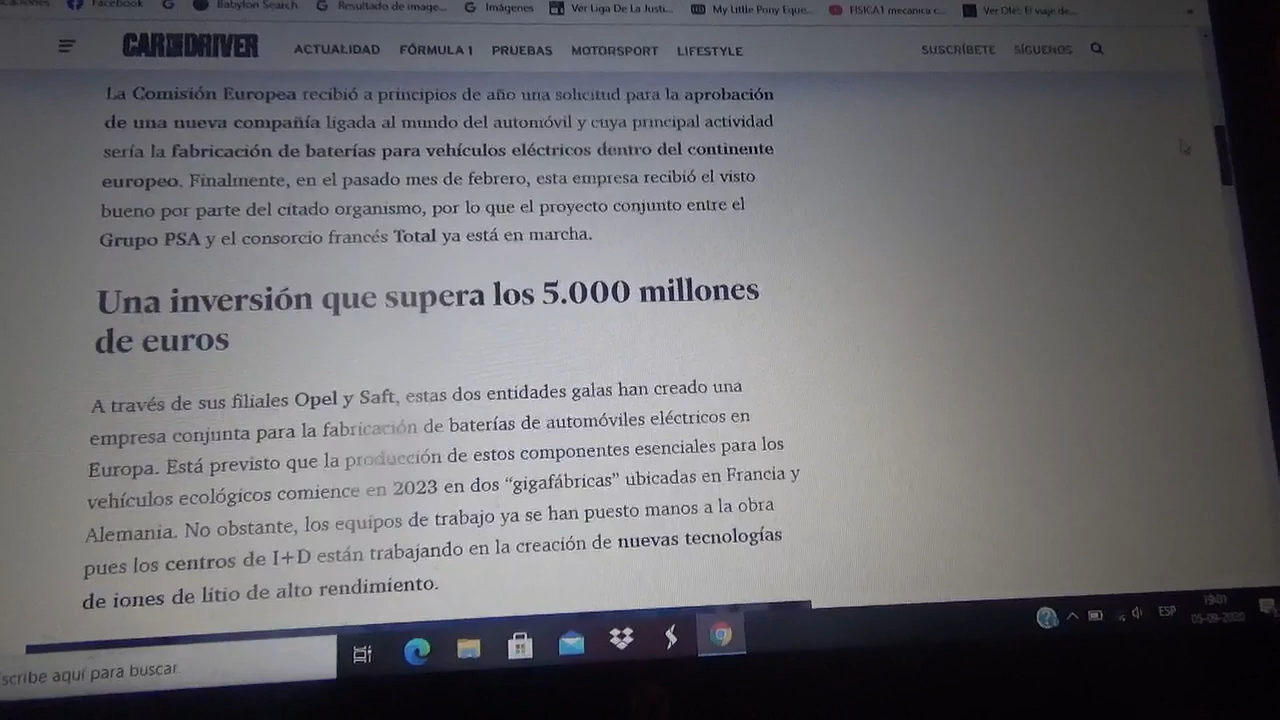 Facebook
Babylon Search
Resultado de image...
Imágenes
Ver Liga De La Justi...
My Little Pony Eque...
FISICA1 mecanica c...
CAR AND DRIVER
ACTUALIDAD FÓRMULA 1 PRUEBAS MOTORSPORT LIFESTYLE
SUSCRÍBETE SÍGUENOS
La Comisión Europea recibió a principios de año una solicitud para la aprobación
de una nueva compañía ligada al mundo del automóvil y cuya principal actividad
sería la fabricación de baterías para vehículos eléctricos dentro del continente
europeo. Finalmente, en el pasado mes de febrero, esta empresa recibió el visto
bueno por parte del citado organismo, por lo que el proyecto conjunto entre el
Grupo PSA y el consorcio francés Total ya está en marcha.
Una inversión que supera los 5.000 millones
de euros
A través de sus filiales Opel y Saft, estas dos entidades galas han creado una
empresa conjunta para la fabricación de baterías de automóviles eléctricos en
Europa. Está previsto que la producción de estos componentes esenciales para los
vehículos ecológicos comience en 2023 en dos “gigafábricas” ubicadas en Francia y
Alemania. No obstante, los equipos de trabajo ya se han puesto manos a la obra
pues los centros de I+D están trabajando en la creación de nuevas tecnologías
de iones de litio de alto rendimiento.
scribe aquí para buscar
ESP
19:01
05-09-2020